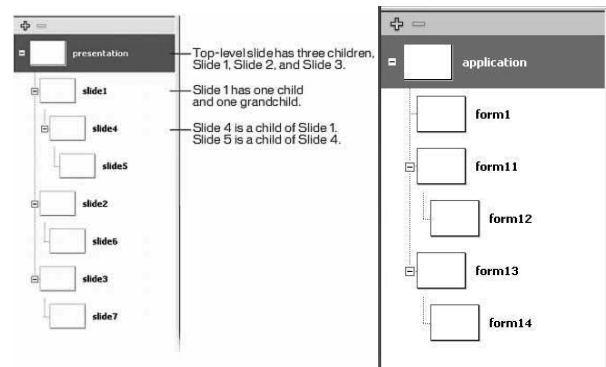 presentation
Top-level slide has three children,
Slide 1, Slide 2, and Slide 3.
slide1
Slide 1 has one child
and one grandchild.
slide4
Slide 4 is a child of Slide 1.
Slide 5 is a child of Slide 4.
slide5
slide2
slide6
slide3
slide7
application
form1
form11
form12
form13
form14